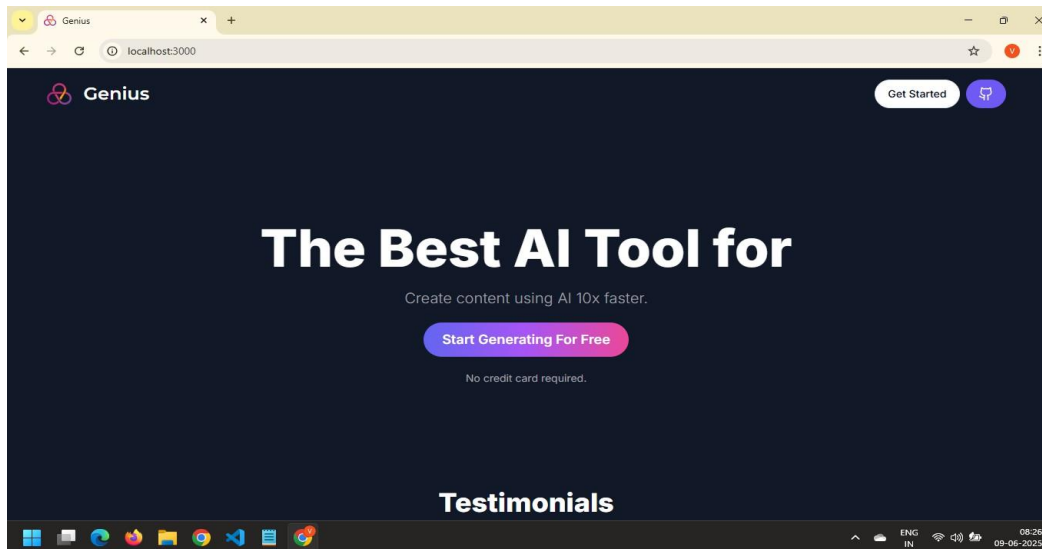 Genius
localhost:3000
V
Genius
Get Started
The Best AI Tool for
Create content using AI 10x faster.
Start Generating For Free
No credit card required.
Testimonials
V
ENG
IN
08:26
09-06-2025